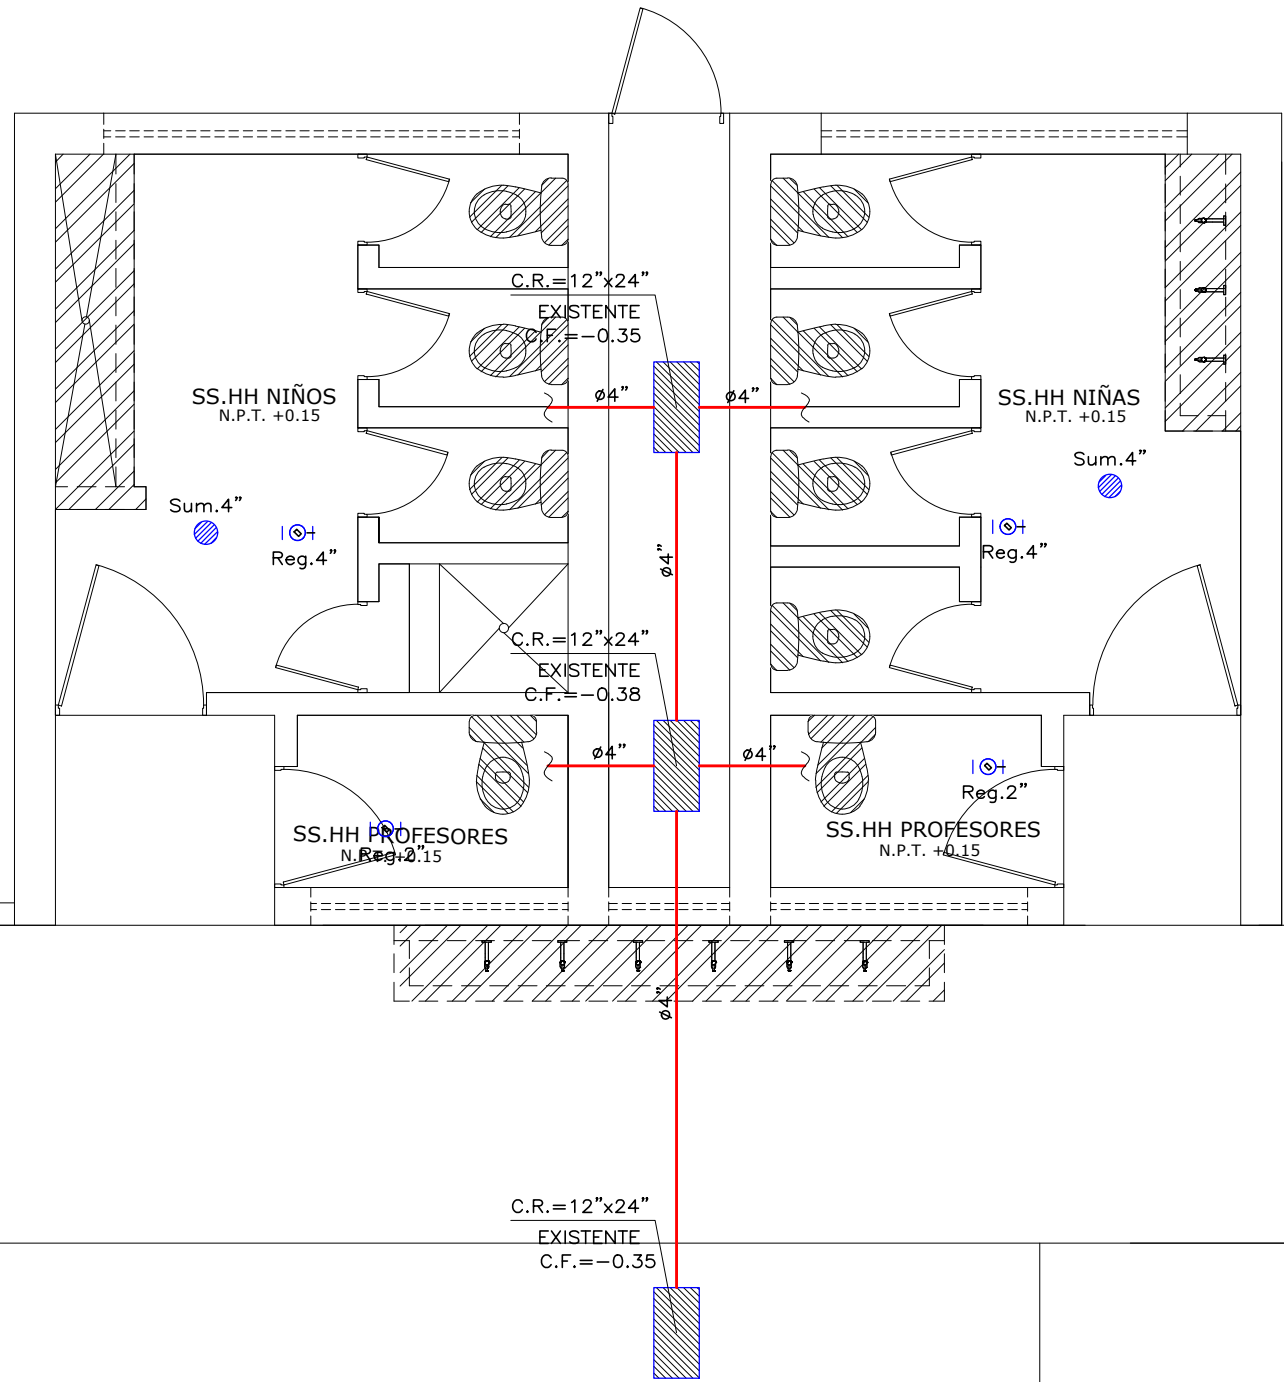 C.R.=12”x24”
EXISTENTE
C.F.=−0.35
ø4”
ø4”
SS.HH NIÑOS
N.P.T. +0.15
SS.HH NIÑAS
N.P.T. +0.15
Sum.4”
Sum.4”
Reg.4”
Reg.4”
ø4”
C.R.=12”x24”
EXISTENTE
C.F.=−0.38
ø4”
ø4”
Reg.2”
SS.HH PROFESORES
N.P.T. +0.15
Reg.2”
SS.HH PROFESORES
N.P.T. +0.15
ø4”
C.R.=12”x24”
EXISTENTE
C.F.=−0.35